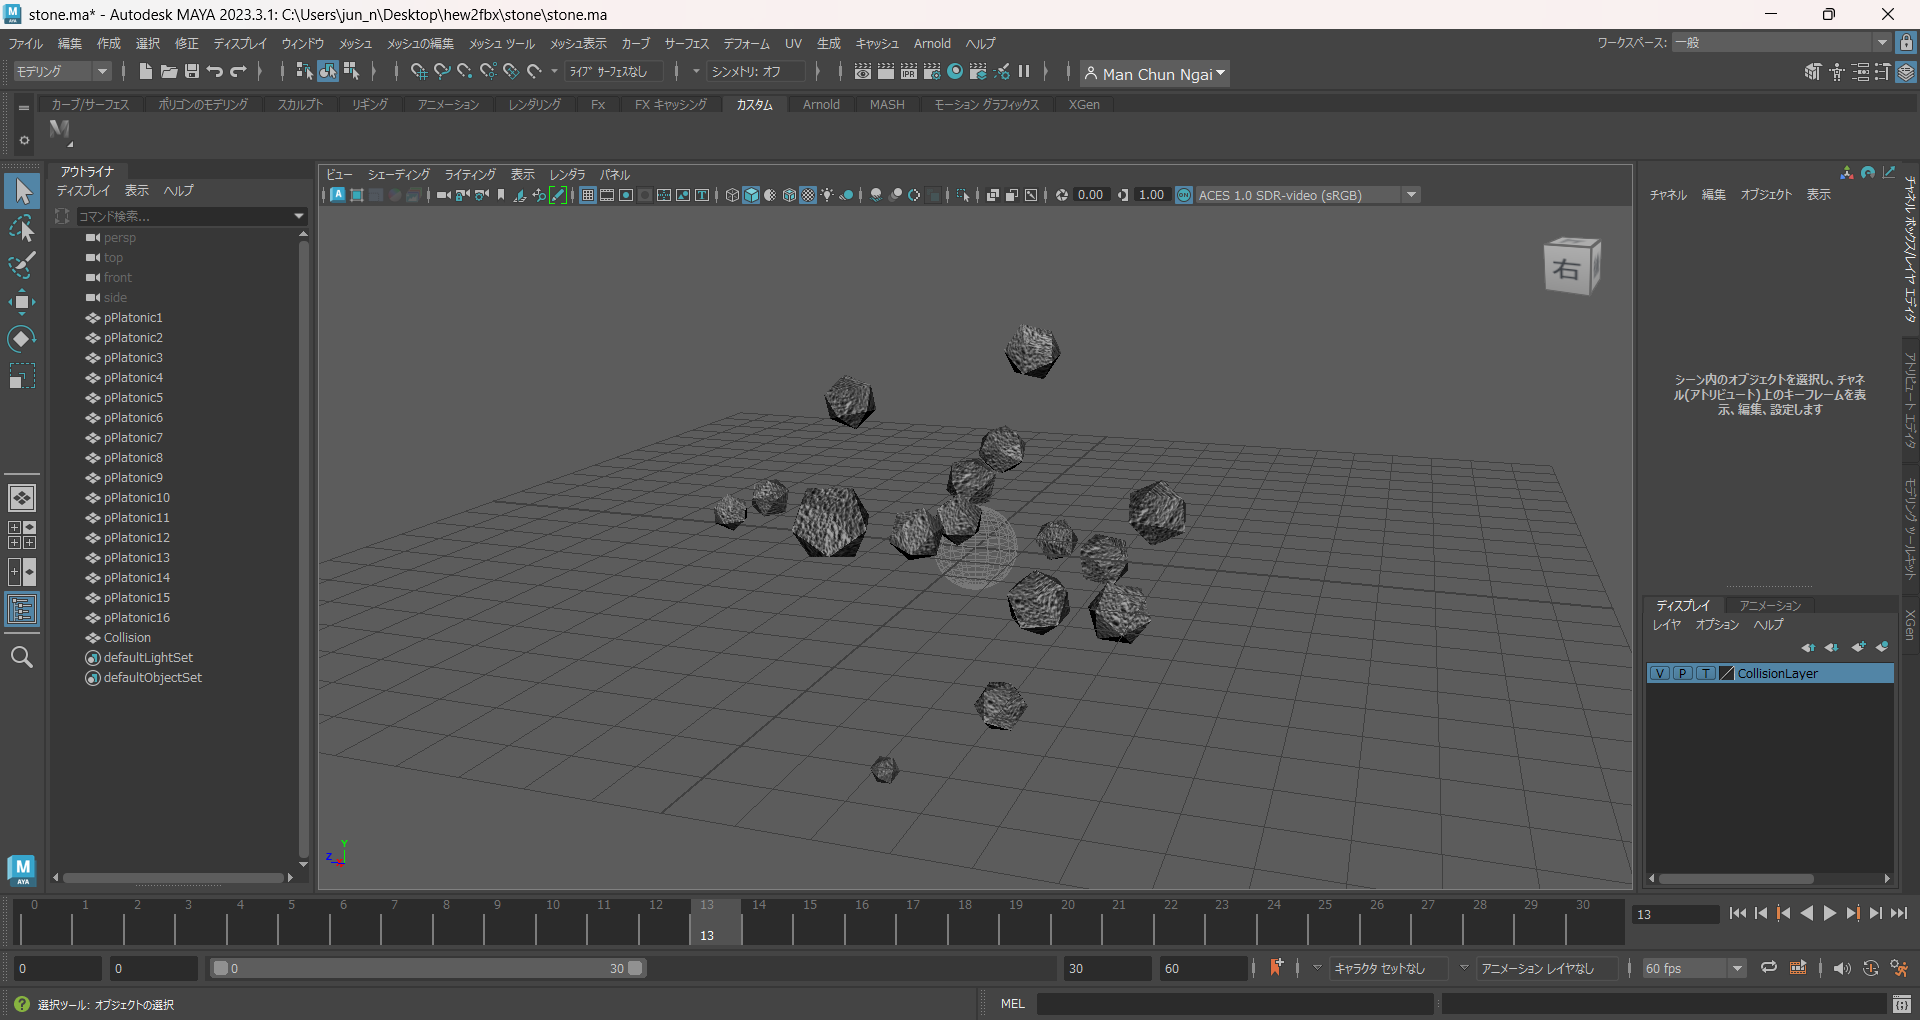 stone.ma* - Autodesk MAYA 2023.3.1: C:\Users\jun_n\Desktop\hew2fbx\stone\stone.ma
ファイル 編集 作成 選択 修正 ディスプレイ ウィンドウ メッシュ メッシュの編集 メッシュ ツール メッシュ表示 カーブ サーフェス デフォーム UV 生成 キャッシュ Arnold ヘルプ ワークスペース: 一般
モデリング ライブ サーフェスなし シンメトリ: オフ IPR Man Chun Ngai
カーブ/サーフェス ポリゴンのモデリング スカルプト リギング アニメーション レンダリング Fx FX キャッシング カスタム Arnold MASH モーション グラフィックス XGen
アウトライナ
ディスプレイ 表示 ヘルプ
コマンド検索...
persp
top
front
side
pPlatonic1
pPlatonic2
pPlatonic3
pPlatonic4
pPlatonic5
pPlatonic6
pPlatonic7
pPlatonic8
pPlatonic9
pPlatonic10
pPlatonic11
pPlatonic12
pPlatonic13
pPlatonic14
pPlatonic15
pPlatonic16
Collision
defaultLightSet
defaultObjectSet
ビュー シェーディング ライティング 表示 レンダラ パネル
0.00 1.00 ACES 1.0 SDR-video (sRGB)
右
Y
Z
チャネル 編集 オブジェクト 表示
シーン内のオブジェクトを選択し、チャネ
ル(アトリビュート)上のキーフレームを表
示、編集、設定します
チャネル ボックス/レイヤ エディタ
アトリビュート エディタ
モデリング ツールキット
XGen
ディスプレイ アニメーション
レイヤ オプション ヘルプ
V P T CollisionLayer
M
AYA
0 1 2 3 4 5 6 7 8 9 10 11 12 13 14 15 16 17 18 19 20 21 22 23 24 25 26 27 28 29 30
13
13
0 0 0 30 30 60 キャラクタ セットなし アニメーション レイヤなし 60 fps
選択ツール: オブジェクトの選択 MEL